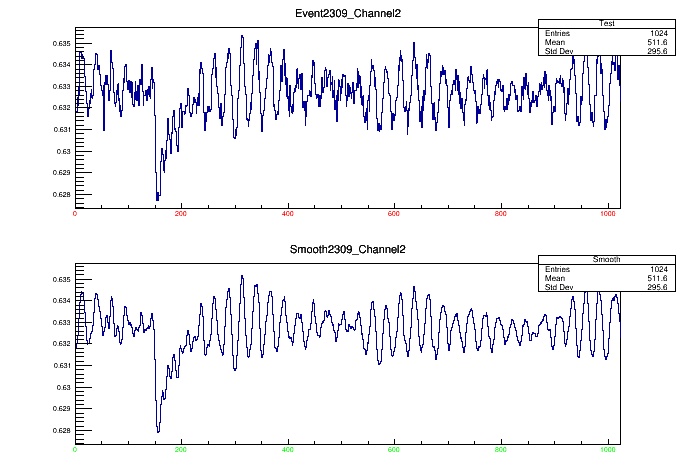 Event2309_Channel2
Test
Entries 1024
Mean 511.6
Std Dev 295.6
0.635
0.634
0.633
0.632
0.631
0.63
0.629
0.628
0 200 400 600 800 1000
Smooth2309_Channel2
Smooth
Entries 1024
Mean 511.6
Std Dev 295.6
0.635
0.634
0.633
0.632
0.631
0.63
0.629
0.628
0 200 400 600 800 1000